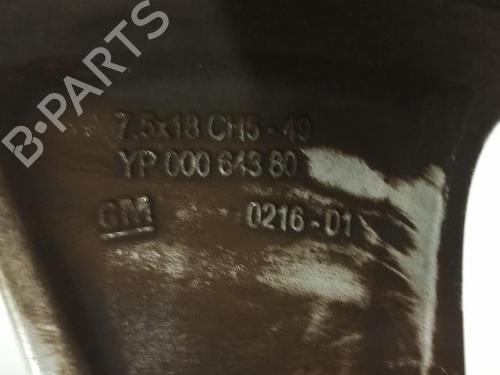 B-PARTS
7.5x18 CH5-49
YP 000 643 80
GM 0216-01